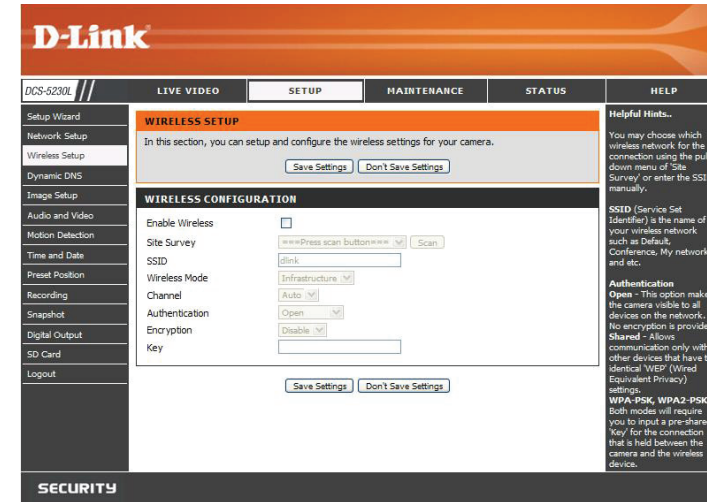 D-Link
DCS-5230L // LIVE VIDEO SETUP MAINTENANCE STATUS HELP
Setup Wizard
Network Setup
Wireless Setup
Dynamic DNS
Image Setup
Audio and Video
Motion Detection
Time and Date
Preset Position
Recording
Snapshot
Digital Output
SD Card
Logout
WIRELESS SETUP
In this section, you can setup and configure the wireless settings for your camera.
Save Settings Don't Save Settings
WIRELESS CONFIGURATION
Enable Wireless
Site Survey ===Press scan button=== Scan
SSID dlink
Wireless Mode Infrastructure
Channel Auto
Authentication Open
Encryption Disable
Key
Save Settings Don't Save Settings
Helpful Hints..
You may choose which
wireless network for the
connection using the pul
down menu of 'Site
Survey' or enter the SSI
manually.
SSID (Service Set
Identifier) is the name of
your wireless network
such as Default,
Conference, My network
and etc.
Authentication
Open - This option make
the camera visible to all
devices on the network.
No encryption is provide
Shared - Allows
communication only with
other devices that have t
identical 'WEP' (Wired
Equivalent Privacy)
settings.
WPA-PSK, WPA2-PSK
Both modes will require
you to input a pre-share
'Key' for the connection
that is held between the
camera and the wireless
device.
SECURITY